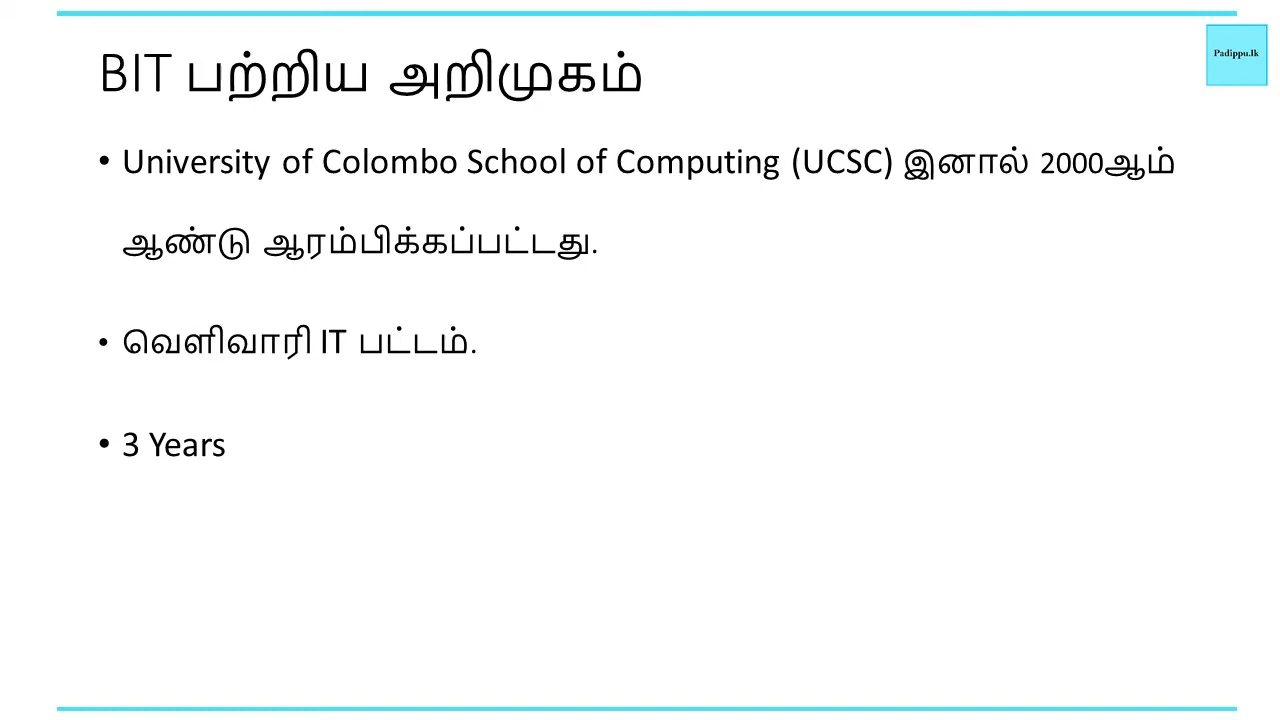 BIT பற்றிய அறிமுகம்
Padippu.lk
• University of Colombo School of Computing (UCSC) இனால் 2000ஆம்
ஆண்டு ஆரம்பிக்கப்பட்டது.
• வெளிவாரி IT பட்டம்.
• 3 Years